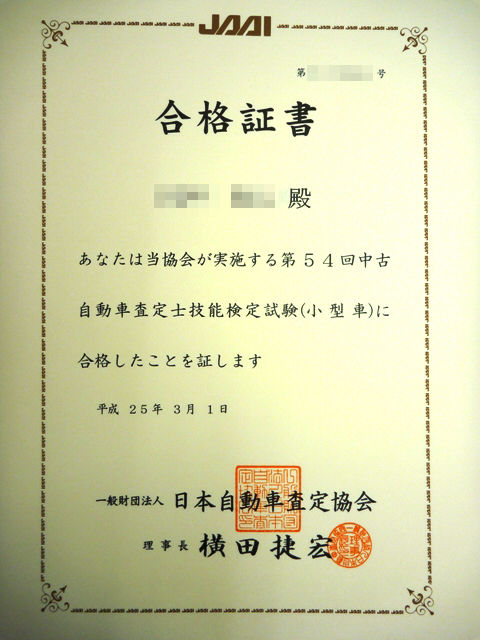 JAAI
第 号
合格証書
殿
あなたは当協会が実施する第54回中古
自動車査定士技能検定試験(小型車)に
合格したことを証します
平成 25年 3月 1日
一般財団法人 日本自動車査定協会
理事長 横田捷宏